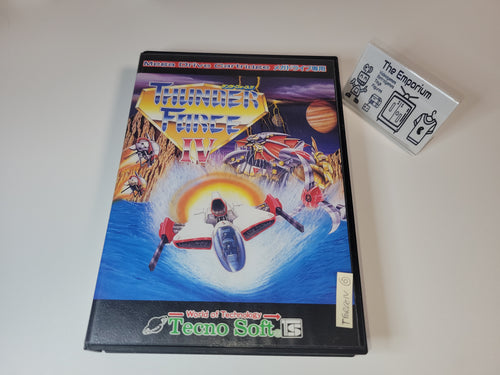 Mega Drive Cartridge メガドライブ専用
THUNDER
FORCE
IV
World of Technology
Tecno Soft
The Emporium